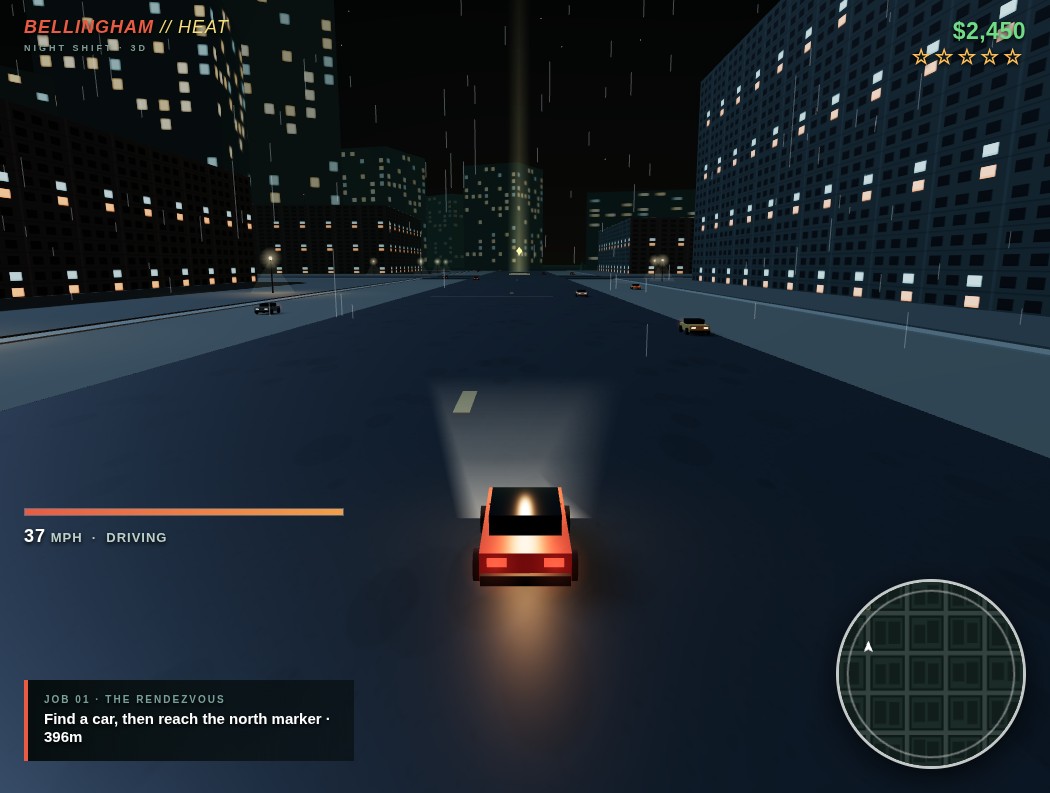 BELLINGHAM // HEAT
NIGHT SHIFT · 3D
$2,450
37 MPH · DRIVING
JOB 01 · THE RENDEZVOUS
Find a car, then reach the north marker ·
396m